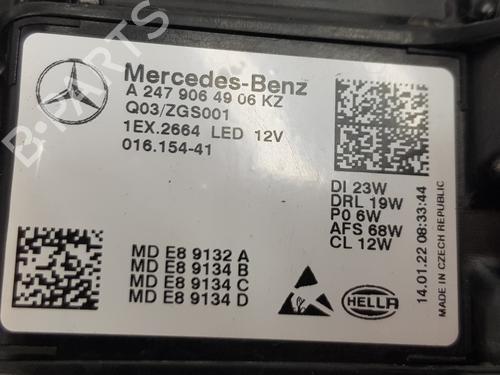 Mercedes-Benz
A 247 906 49 06 KZ
Q03/ZGS001
1EX.2664 LED 12V
016.154-41
DI 23W
DRL 19W
PO 6W
AFS 68W
CL 12W
14.01.22 08:33:44
MADE IN CZECH REPUBLIC
MD E8 9132 A
MD E8 9134 B
MD E8 9134 C
MD E8 9134 D
HELLA
B-PARTS